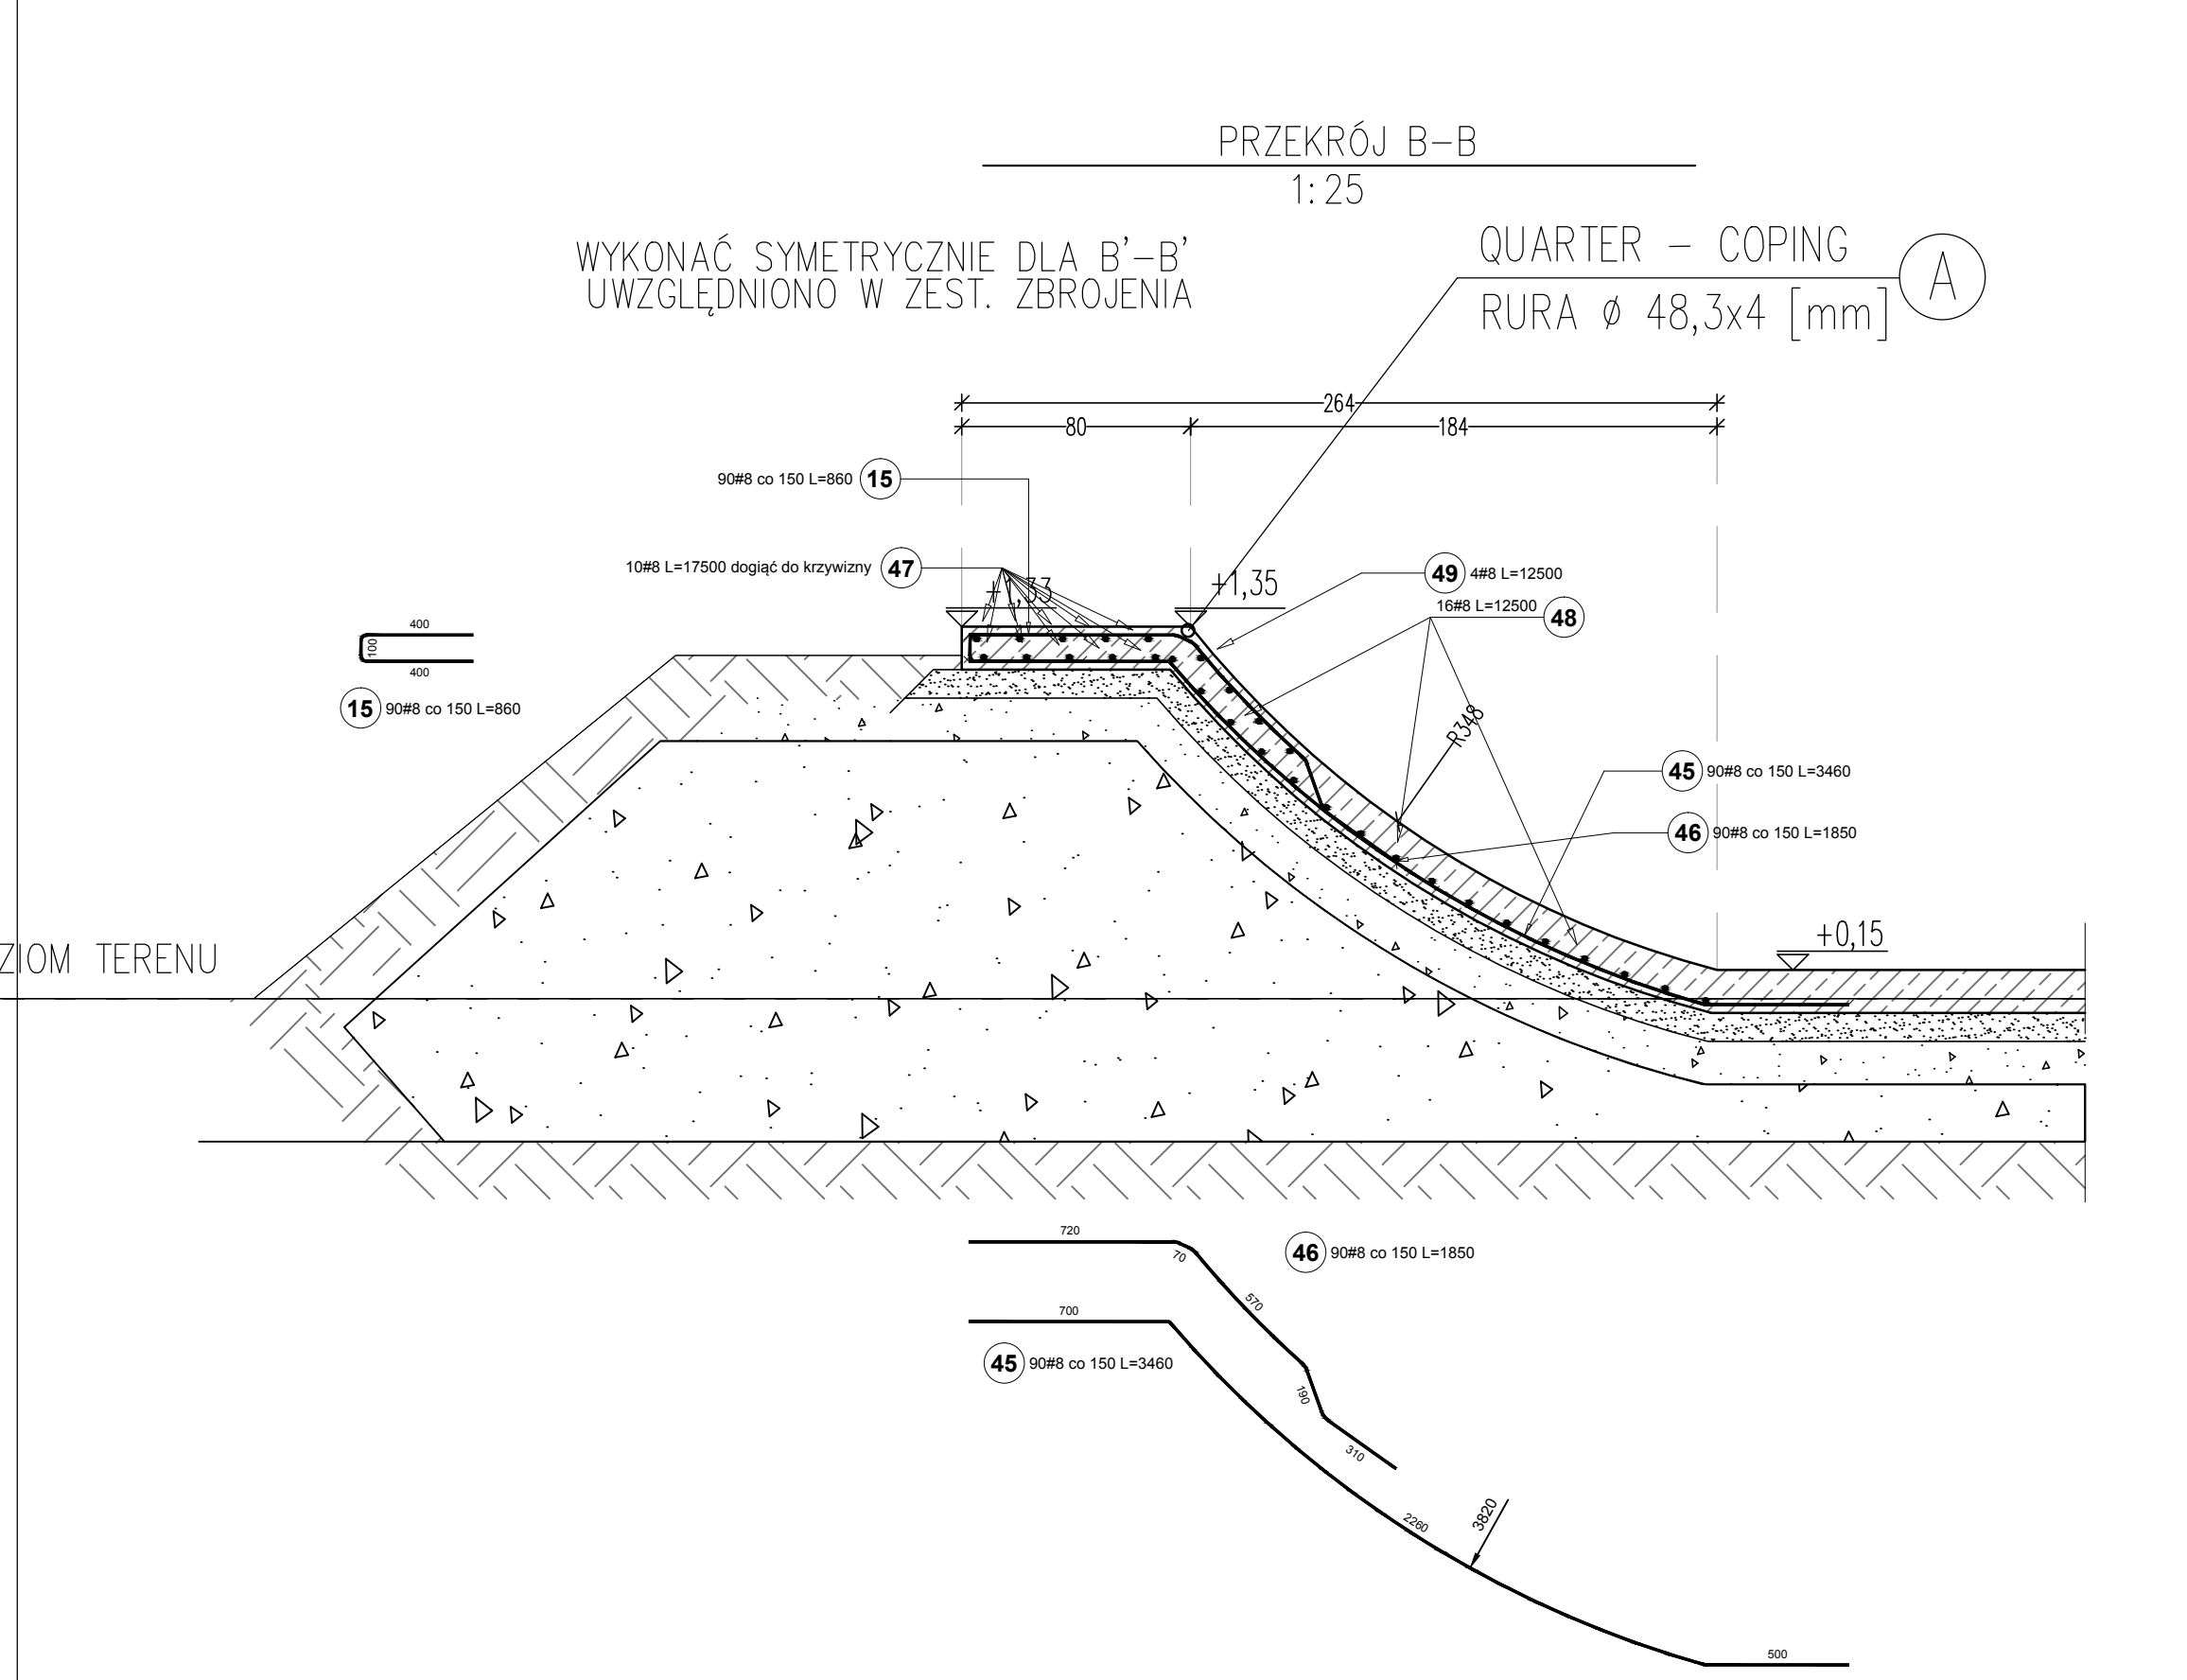 PRZEKRÓJ B-B
1:25
WYKONAĆ SYMETRYCZNIE DLA B'-B'
UWZGLĘDNIONO W ZEST. ZBROJENIA
QUARTER - COPING
A
RURA ø 48,3x4 [mm]
264
80
184
90#8 co 150 L=860 15
10#8 L=17500 dogiąć do krzywizny 47
+1,33
+1,35
49 4#8 L=12500
16#8 L=12500 48
400
100
400
15 90#8 co 150 L=860
R348
45 90#8 co 150 L=3460
46 90#8 co 150 L=1850
+0,15
ZIOM TERENU
720
70
46 90#8 co 150 L=1850
570
700
45 90#8 co 150 L=3460
190
310
2260
3820
500